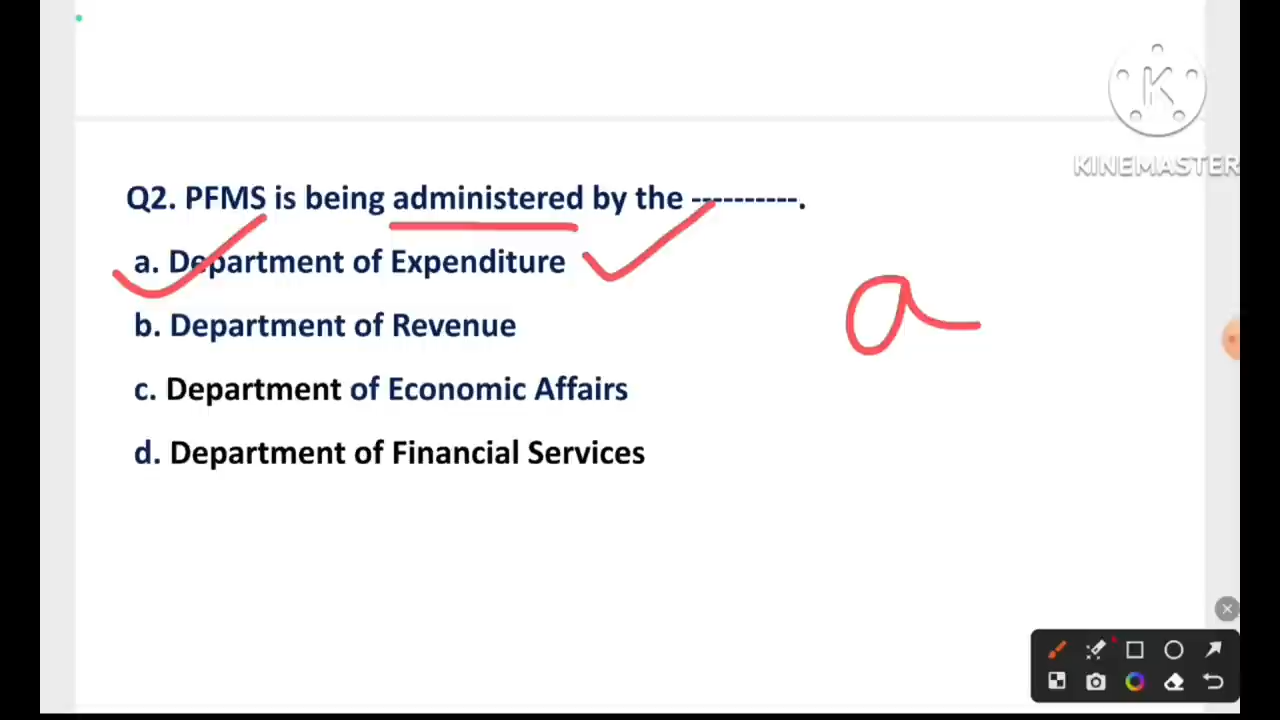 K
KINEMASTER
Q2. PFMS is being administered by the ----------.
a. Department of Expenditure
b. Department of Revenue
a
c. Department of Economic Affairs
d. Department of Financial Services